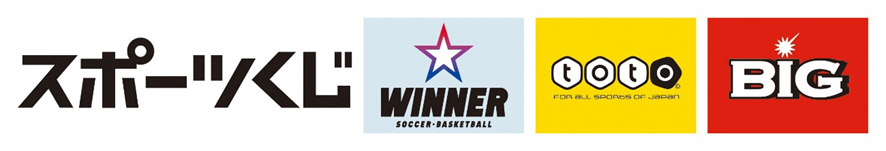 スポーツくじ
WINNER
SOCCER·BASKETBALL
toto
FOR ALL SPORTS OF JAPAN
BIG